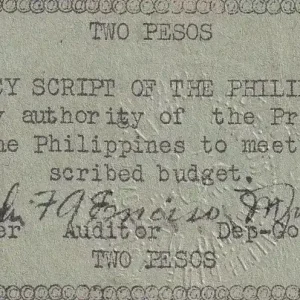 TWO PESOS
CY SCRIPT OF THE PHILI
y authority of the Pr
he Philippines to meet
scribed budget.
er Auditor Dep-Go
TWO PESOS